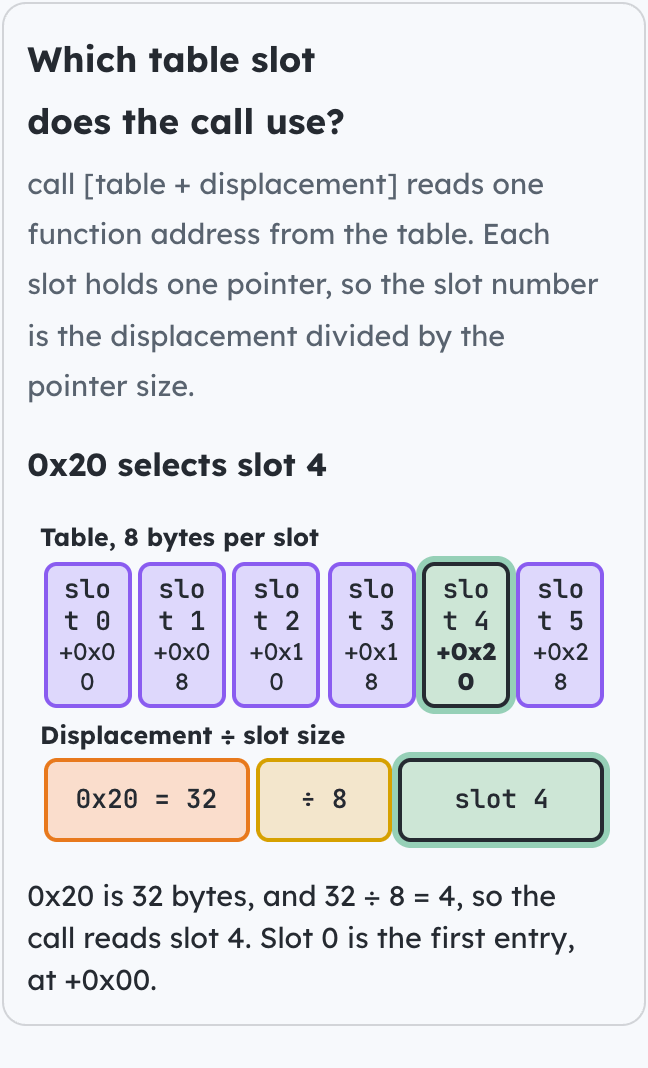 Which table slot
does the call use?
call [table + displacement] reads one
function address from the table. Each
slot holds one pointer, so the slot number
is the displacement divided by the
pointer size.
0x20 selects slot 4
Table, 8 bytes per slot
slo
t 0
+0x0
0
slo
t 1
+0x0
8
slo
t 2
+0x1
0
slo
t 3
+0x1
8
slo
t 4
+0x2
0
slo
t 5
+0x2
8
Displacement ÷ slot size
0x20 = 32
÷ 8
slot 4
0x20 is 32 bytes, and 32 ÷ 8 = 4, so the
call reads slot 4. Slot 0 is the first entry,
at +0x00.